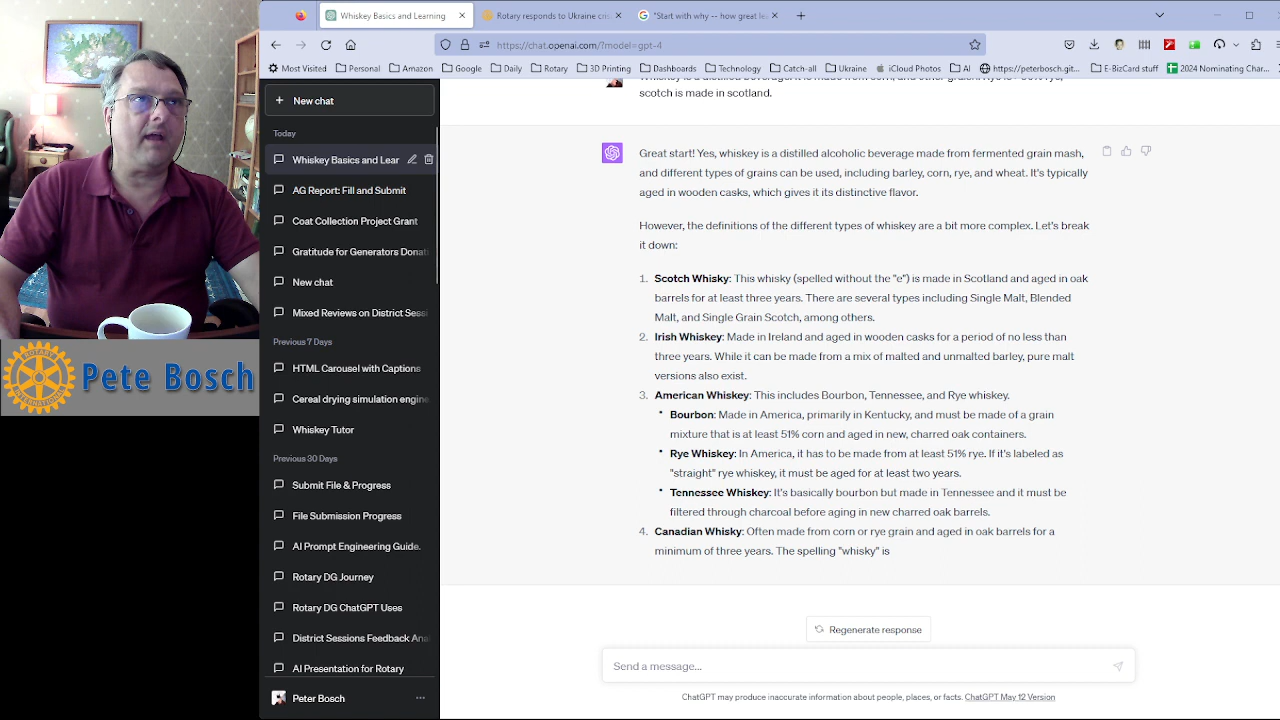 Whiskey Basics and Learning
Rotary responds to Ukraine cris
"Start with why -- how great le
https://chat.openai.com/?model=gpt-4
Most Visited
Personal
Amazon
Google
Daily
Rotary
3D Printing
Dashboards
Technology
Catch-all
Ukraine
iCloud Photos
AI
https://peterbosch.git...
BizCard stuff
2024 Nominating Cha...
New chat
Today
Whiskey Basics and Lear
AG Report: Fill and Submit
Coat Collection Project Grant
Gratitude for Generators Donati
New chat
Mixed Reviews on District Sessi
Previous 7 Days
HTML Carousel with Captions
Cereal drying simulation engine
Whiskey Tutor
Previous 30 Days
Submit File & Progress
File Submission Progress
AI Prompt Engineering Guide.
Rotary DG Journey
Rotary DG ChatGPT Uses
District Sessions Feedback Ana
AI Presentation for Rotary
Peter Bosch
ROTARY
INTERNATIONAL
Pete Bosch
scotch is made in scotland.
Great start! Yes, whiskey is a distilled alcoholic beverage made from fermented grain mash,
and different types of grains can be used, including barley, corn, rye, and wheat. It's typically
aged in wooden casks, which gives it its distinctive flavor.
However, the definitions of the different types of whiskey are a bit more complex. Let's break
it down:
1. Scotch Whisky: This whisky (spelled without the "e") is made in Scotland and aged in oak
barrels for at least three years. There are several types including Single Malt, Blended
Malt, and Single Grain Scotch, among others.
2. Irish Whiskey: Made in Ireland and aged in wooden casks for a period of no less than
three years. While it can be made from a mix of malted and unmalted barley, pure malt
versions also exist.
3. American Whiskey: This includes Bourbon, Tennessee, and Rye whiskey.
• Bourbon: Made in America, primarily in Kentucky, and must be made of a grain
mixture that is at least 51% corn and aged in new, charred oak containers.
• Rye Whiskey: In America, it has to be made from at least 51% rye. If it's labeled as
"straight" rye whiskey, it must be aged for at least two years.
• Tennessee Whiskey: It's basically bourbon but made in Tennessee and it must be
filtered through charcoal before aging in new charred oak barrels.
4. Canadian Whisky: Often made from corn or rye grain and aged in oak barrels for a
minimum of three years. The spelling "whisky" is
Regenerate response
Send a message...
ChatGPT may produce inaccurate information about people, places, or facts. ChatGPT May 12 Version